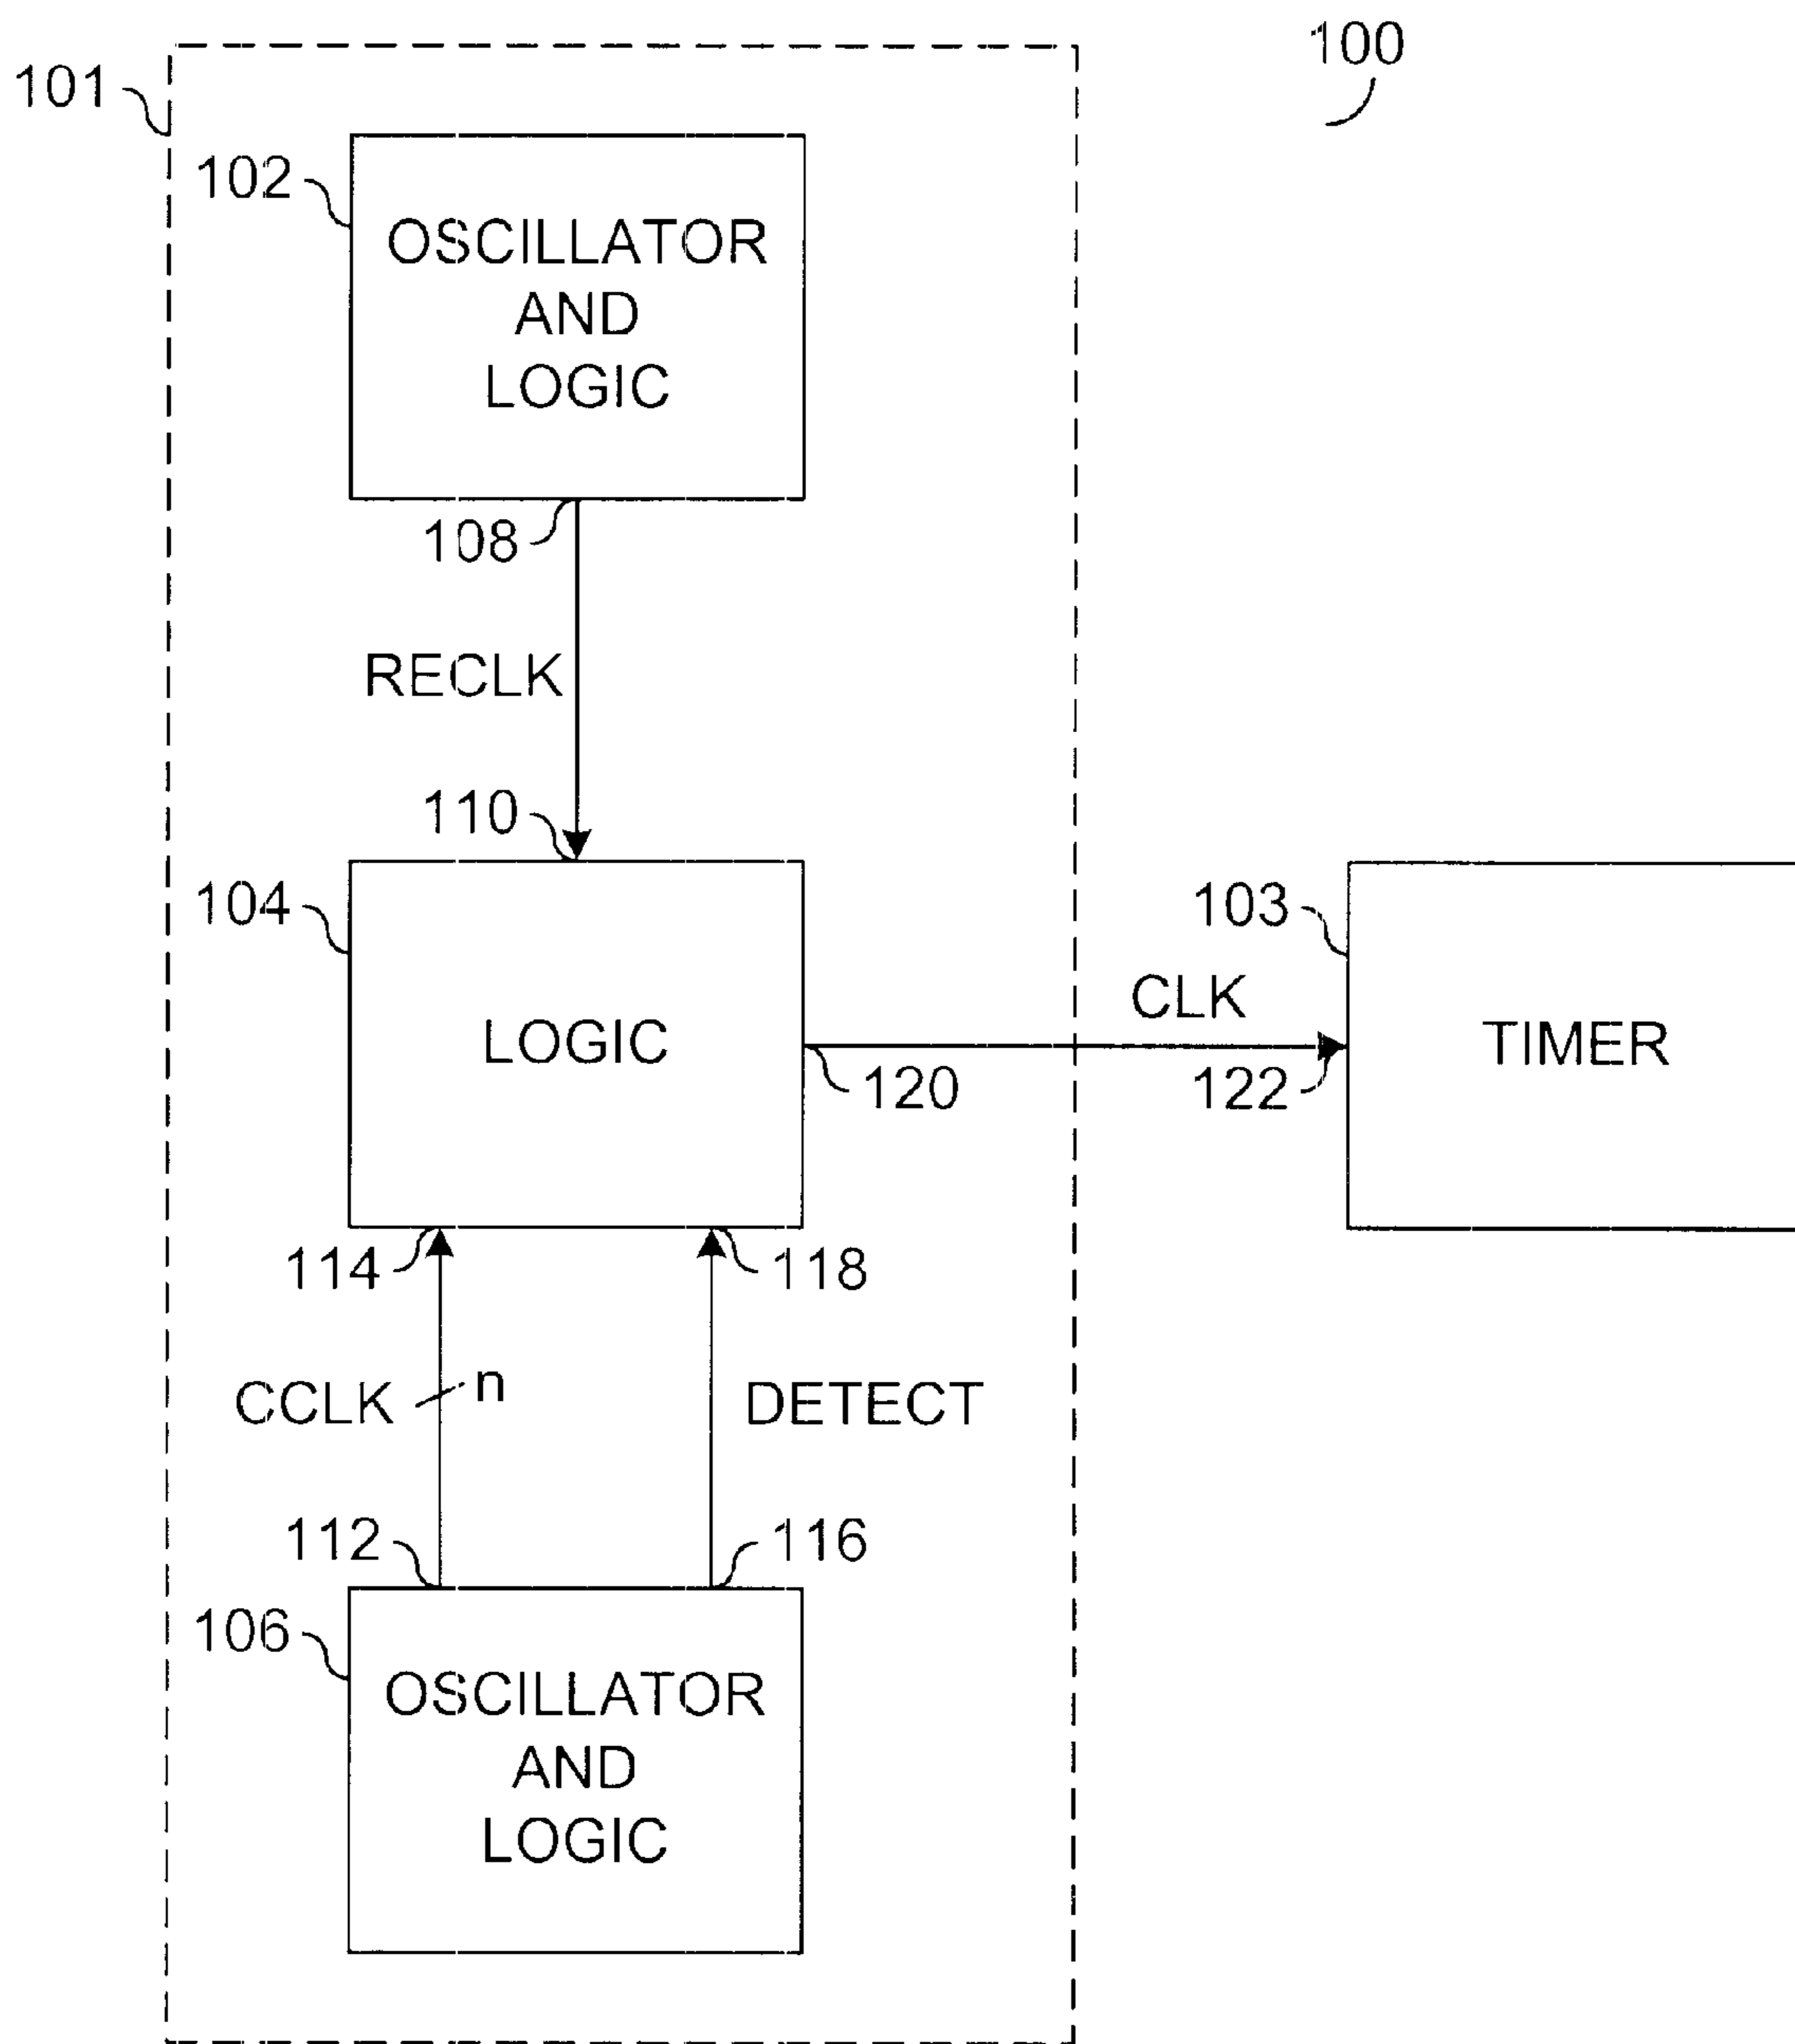 100
101
102
OSCILLATOR
AND
LOGIC
108
RECLK
110
104
LOGIC
103
CLK
TIMER
120
122
114
118
CCLK
n
DETECT
112
116
106
OSCILLATOR
AND
LOGIC